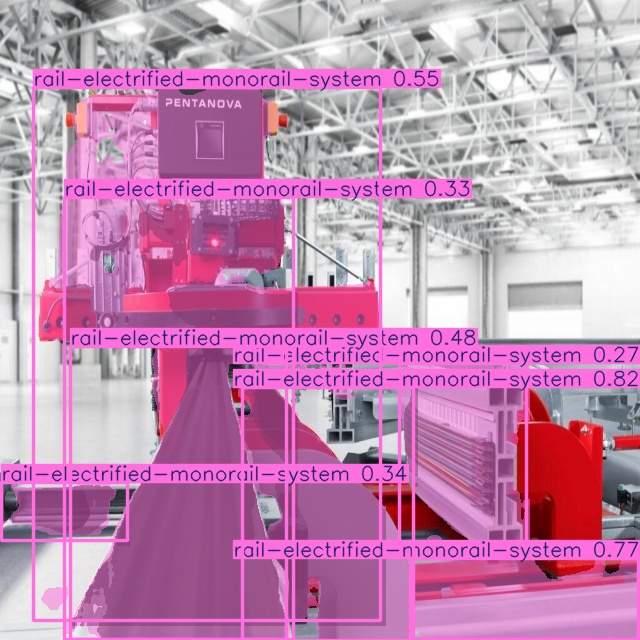 rail-electrified-monorail-system 0.55
PENTANOVA
rail-electrified-monorail-system 0.33
rail-electrified-monorail-system 0.48
rail-electrified-monorail-system 0.27
rail-electrified-monorail-system 0.82
rail-electrified-monorail-system 0.34
rail-electrified-monorail-system 0.77